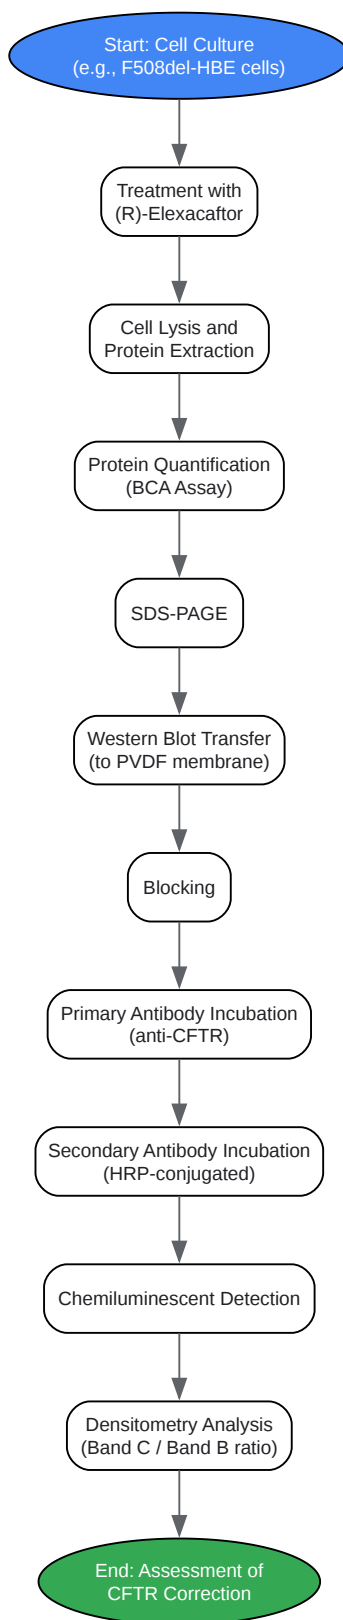 Start: Cell Culture
(e.g., F508del-HBE cells)
Treatment with
(R)-Elexacaftor
Cell Lysis and
Protein Extraction
Protein Quantification
(BCA Assay)
SDS-PAGE
Western Blot Transfer
(to PVDF membrane)
Blocking
Primary Antibody Incubation
(anti-CFTR)
Secondary Antibody Incubation
(HRP-conjugated)
Chemiluminescent Detection
Densitometry Analysis
(Band C / Band B ratio)
End: Assessment of
CFTR Correction